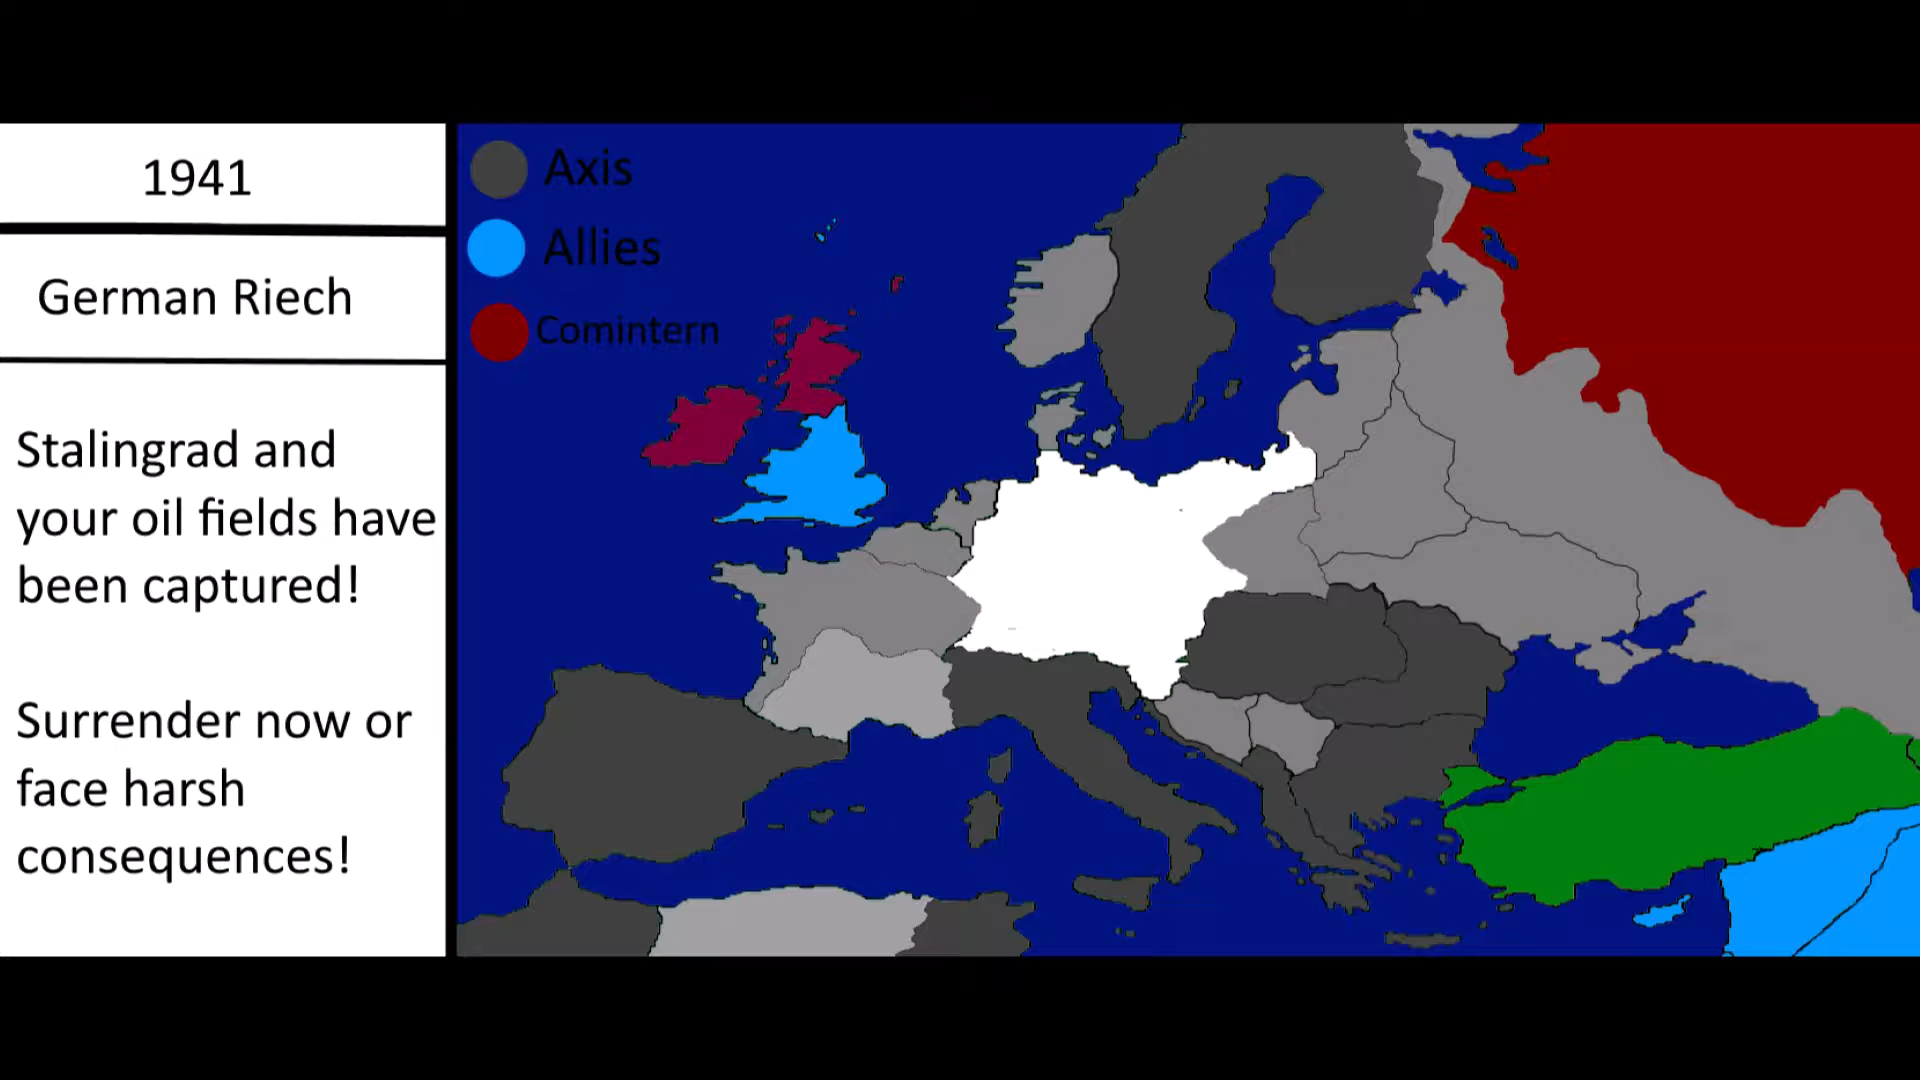 1941
German Riech
Stalingrad and
your oil fields have
been captured!
Surrender now or
face harsh
consequences!
Axis
Allies
Comintern